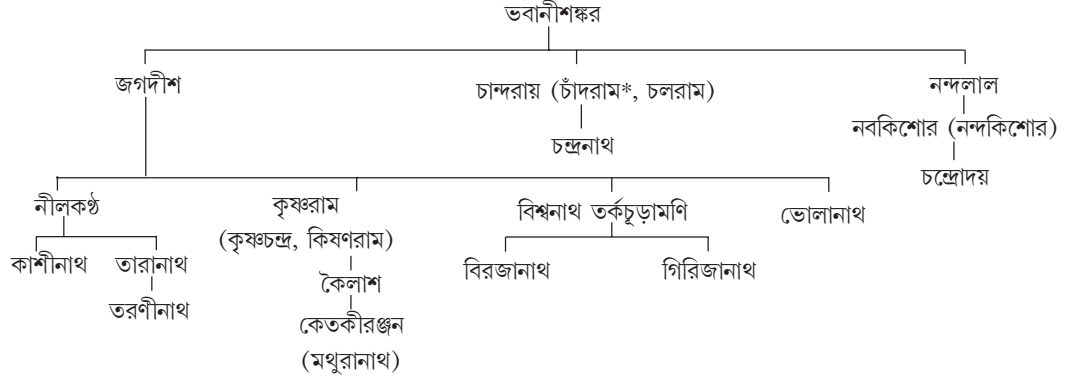 ভবানীশঙ্কর
জগদীশ চান্দরায় (চাঁদরাম*, চলরাম) নন্দলাল
নবকিশোর (নন্দকিশোর)
চন্দ্রনাথ
চন্দ্রোদয়
নীলকণ্ঠ কৃষ্ণরাম বিশ্বনাথ তর্কচূড়ামণি ভোলানাথ
(কৃষ্ণচন্দ্র, কিষণরাম)
কাশীনাথ তারানাথ বিরজানাথ গিরিজানাথ
কৈলাশ
তরণীনাথ
কেতকীরঞ্জন
(মথুরানাথ)